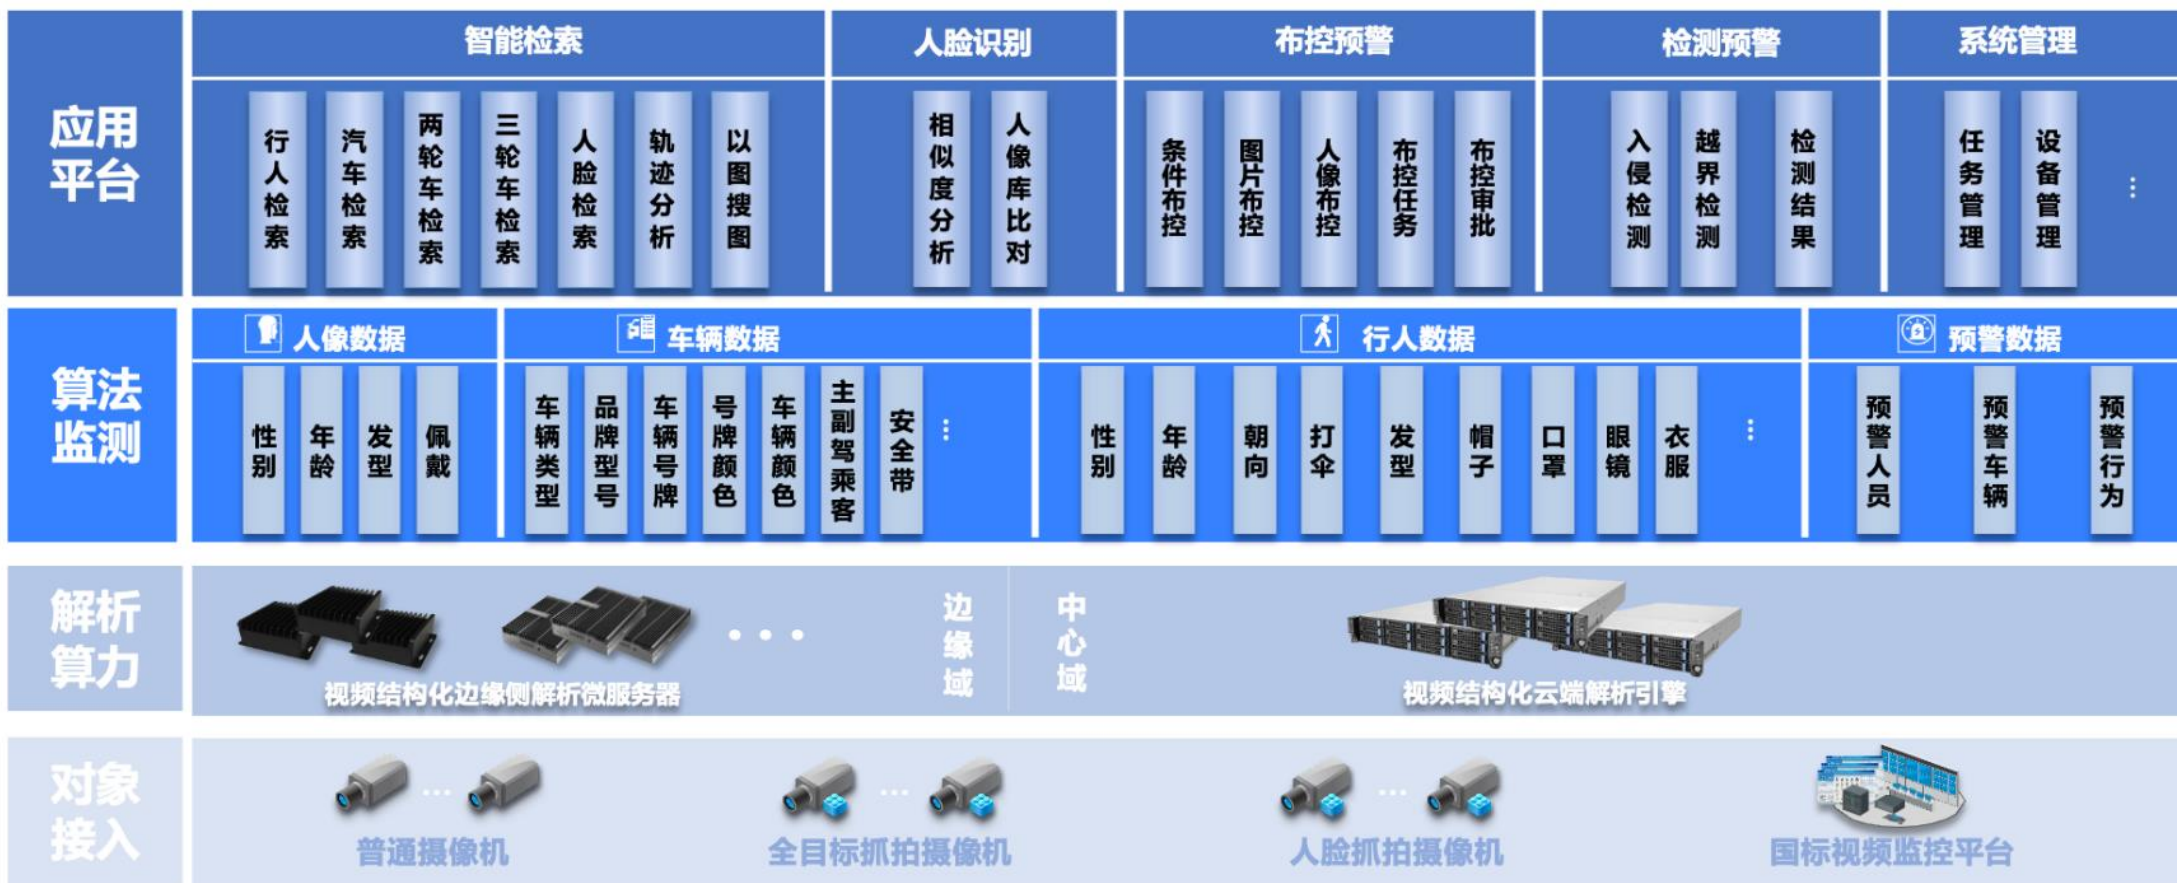 应用
平台
智能检索
人脸识别
布控预警
检测预警
系统管理
行人检索
汽车检索
两轮车检索
三轮车检索
人脸检索
轨迹分析
以图搜图
相似度分析
人像库比对
条件布控
图片布控
人像布控
布控任务
布控审批
入侵检测
越界检测
检测结果
任务管理
设备管理
...
算法
监测
人像数据
车辆数据
行人数据
预警数据
性别
年龄
发型
佩戴
车辆类型
品牌型号
车辆号牌
号牌颜色
车辆颜色
主副驾乘客
安全带
...
性别
年龄
朝向
打伞
发型
帽子
口罩
眼镜
衣服
...
预警人员
预警车辆
预警行为
解析
算力
...
视频结构化边缘侧解析微服务器
边缘域
中心域
视频结构化云端解析引擎
对象
接入
...
普通摄像机
...
全目标抓拍摄像机
...
人脸抓拍摄像机
国标视频监控平台